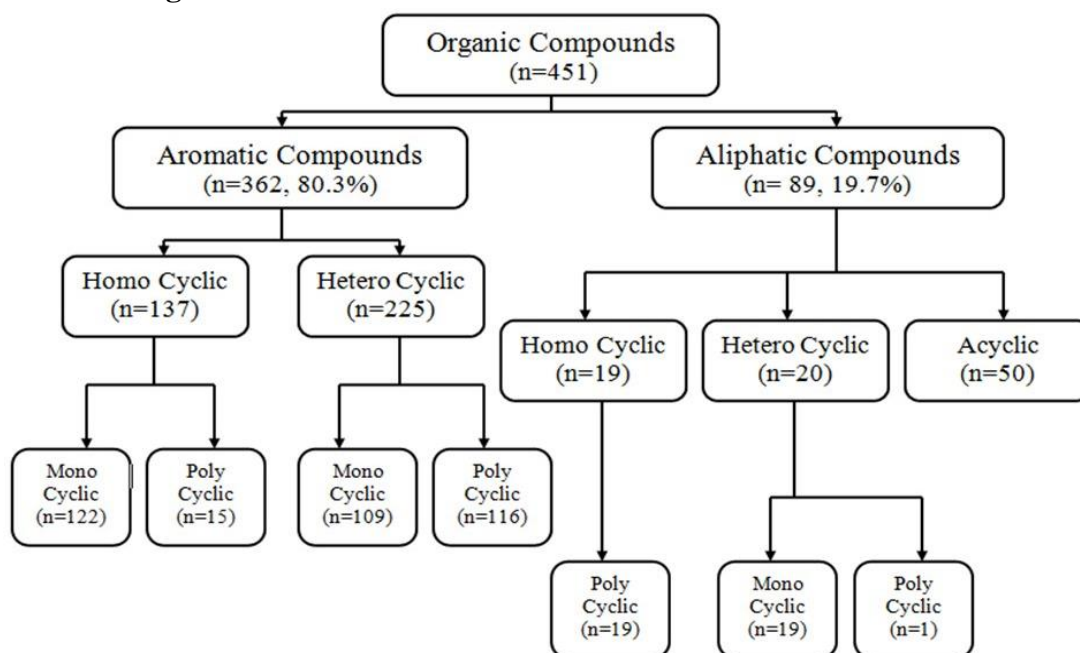 Organic Compounds
(n=451)
Aromatic Compounds
(n=362, 80.3%)
Aliphatic Compounds
(n= 89, 19.7%)
Homo Cyclic
(n=137)
Hetero Cyclic
(n=225)
Homo Cyclic
(n=19)
Hetero Cyclic
(n=20)
Acyclic
(n=50)
Mono
Cyclic
(n=122)
Poly
Cyclic
(n=15)
Mono
Cyclic
(n=109)
Poly
Cyclic
(n=116)
Poly
Cyclic
(n=19)
Mono
Cyclic
(n=19)
Poly
Cyclic
(n=1)